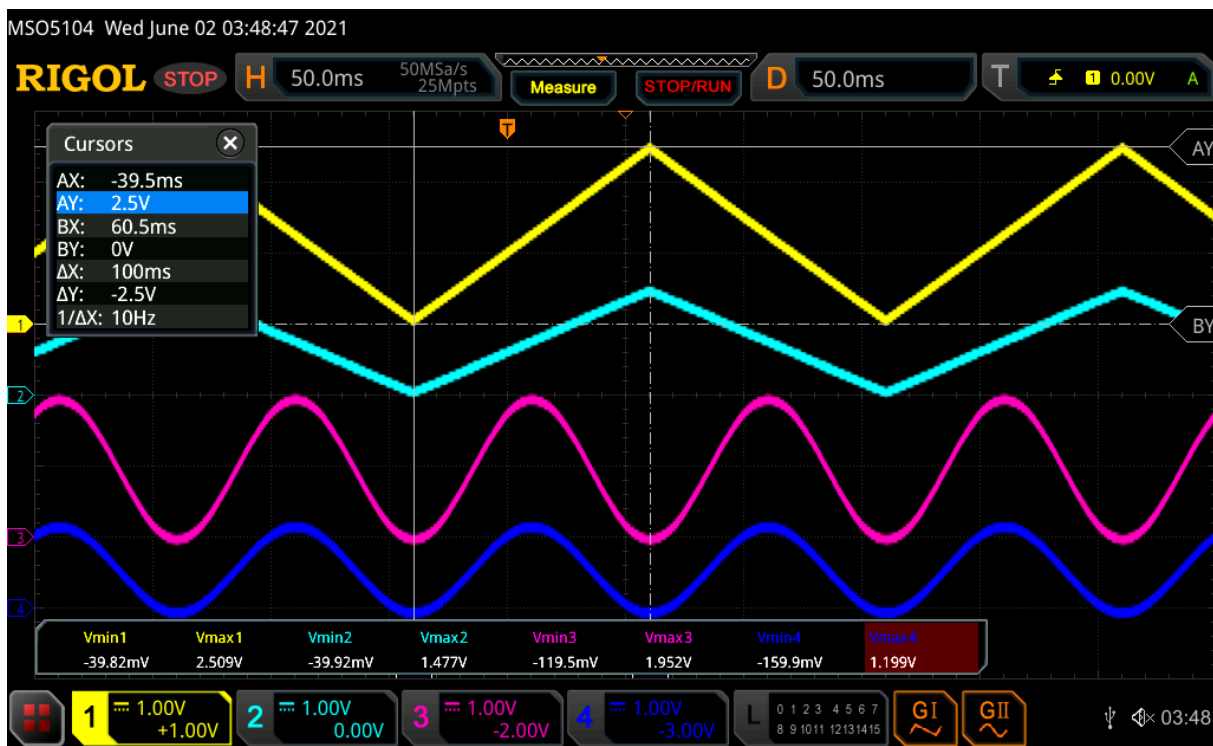 MSO5104 Wed June 02 03:48:47 2021
RIGOL STOP H 50.0ms 50MSa/s 25Mpts Measure STOP/RUN D 50.0ms T 1 0.00V A
T
Cursors
AX: -39.5ms
AY: 2.5V
BX: 60.5ms
BY: 0V
ΔX: 100ms
ΔY: -2.5V
1/ΔX: 10Hz
AY
1
BY
2
3
4
Vmin1 Vmax1 Vmin2 Vmax2 Vmin3 Vmax3 Vmin4 Vmax4
-39.82mV 2.509V -39.92mV 1.477V -119.5mV 1.952V -159.9mV 1.199V
1 1.00V +1.00V 2 1.00V 0.00V 3 1.00V -2.00V 4 1.00V -3.00V L 0 1 2 3 4 5 6 7 8 9 10 11 12 13 14 15 GI GII 03:48